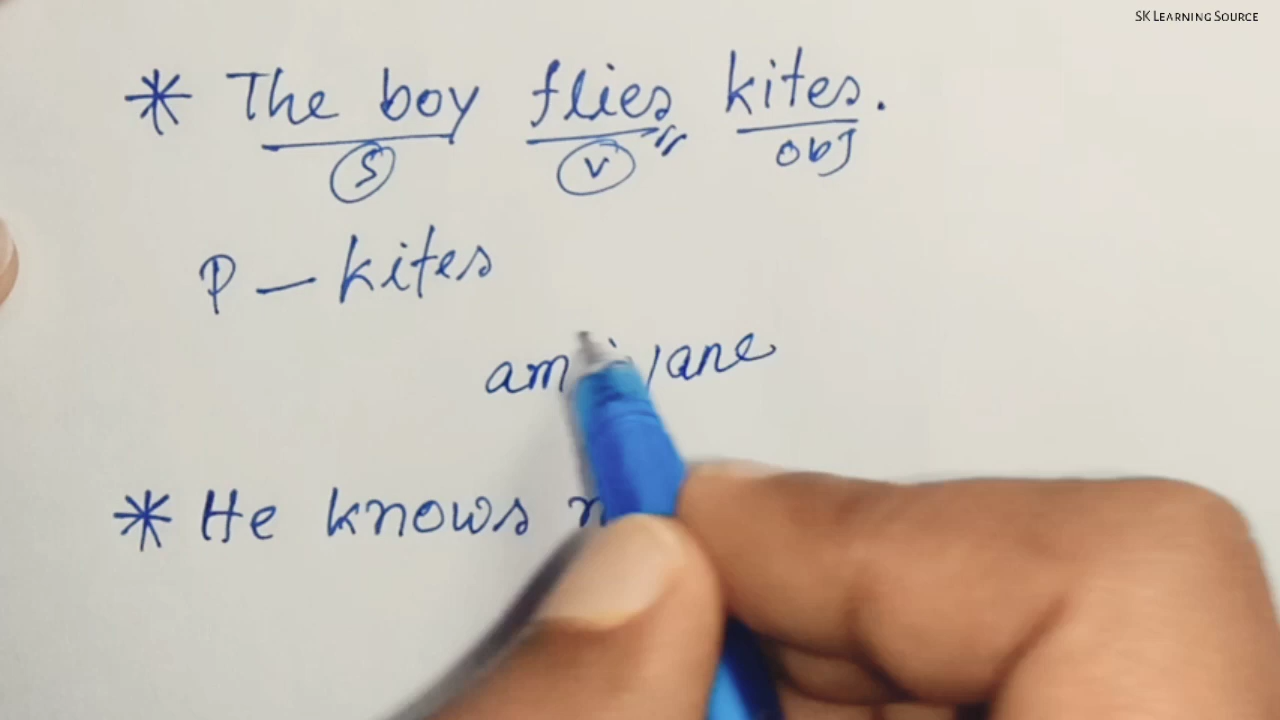 SK LEARNING SOURCE
* The boy flies kites.
S V obj
P — kites
* He knows